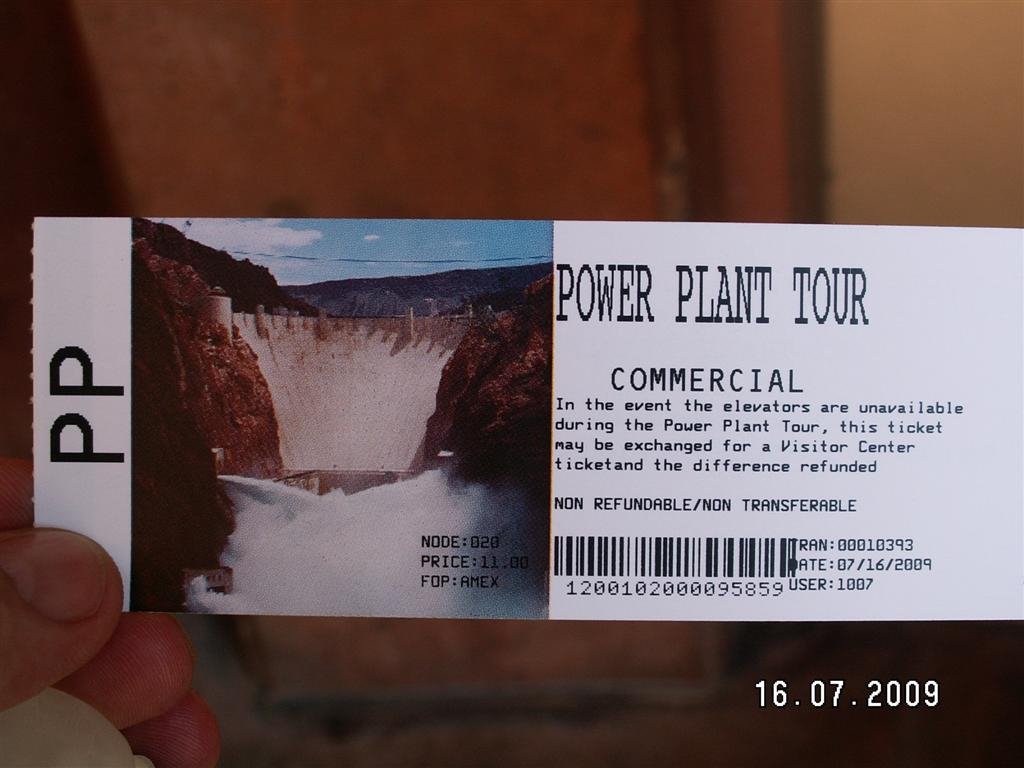 PP
POWER PLANT TOUR
COMMERCIAL
In the event the elevators are unavailable
during the Power Plant Tour, this ticket
may be exchanged for a Visitor Center
ticketand the difference refunded
NON REFUNDABLE/NON TRANSFERABLE
NODE:020
PRICE:11.00
FOP:AMEX
1200102000095859
TRAN:00010393
DATE:07/16/2009
USER:1007
16.07.2009